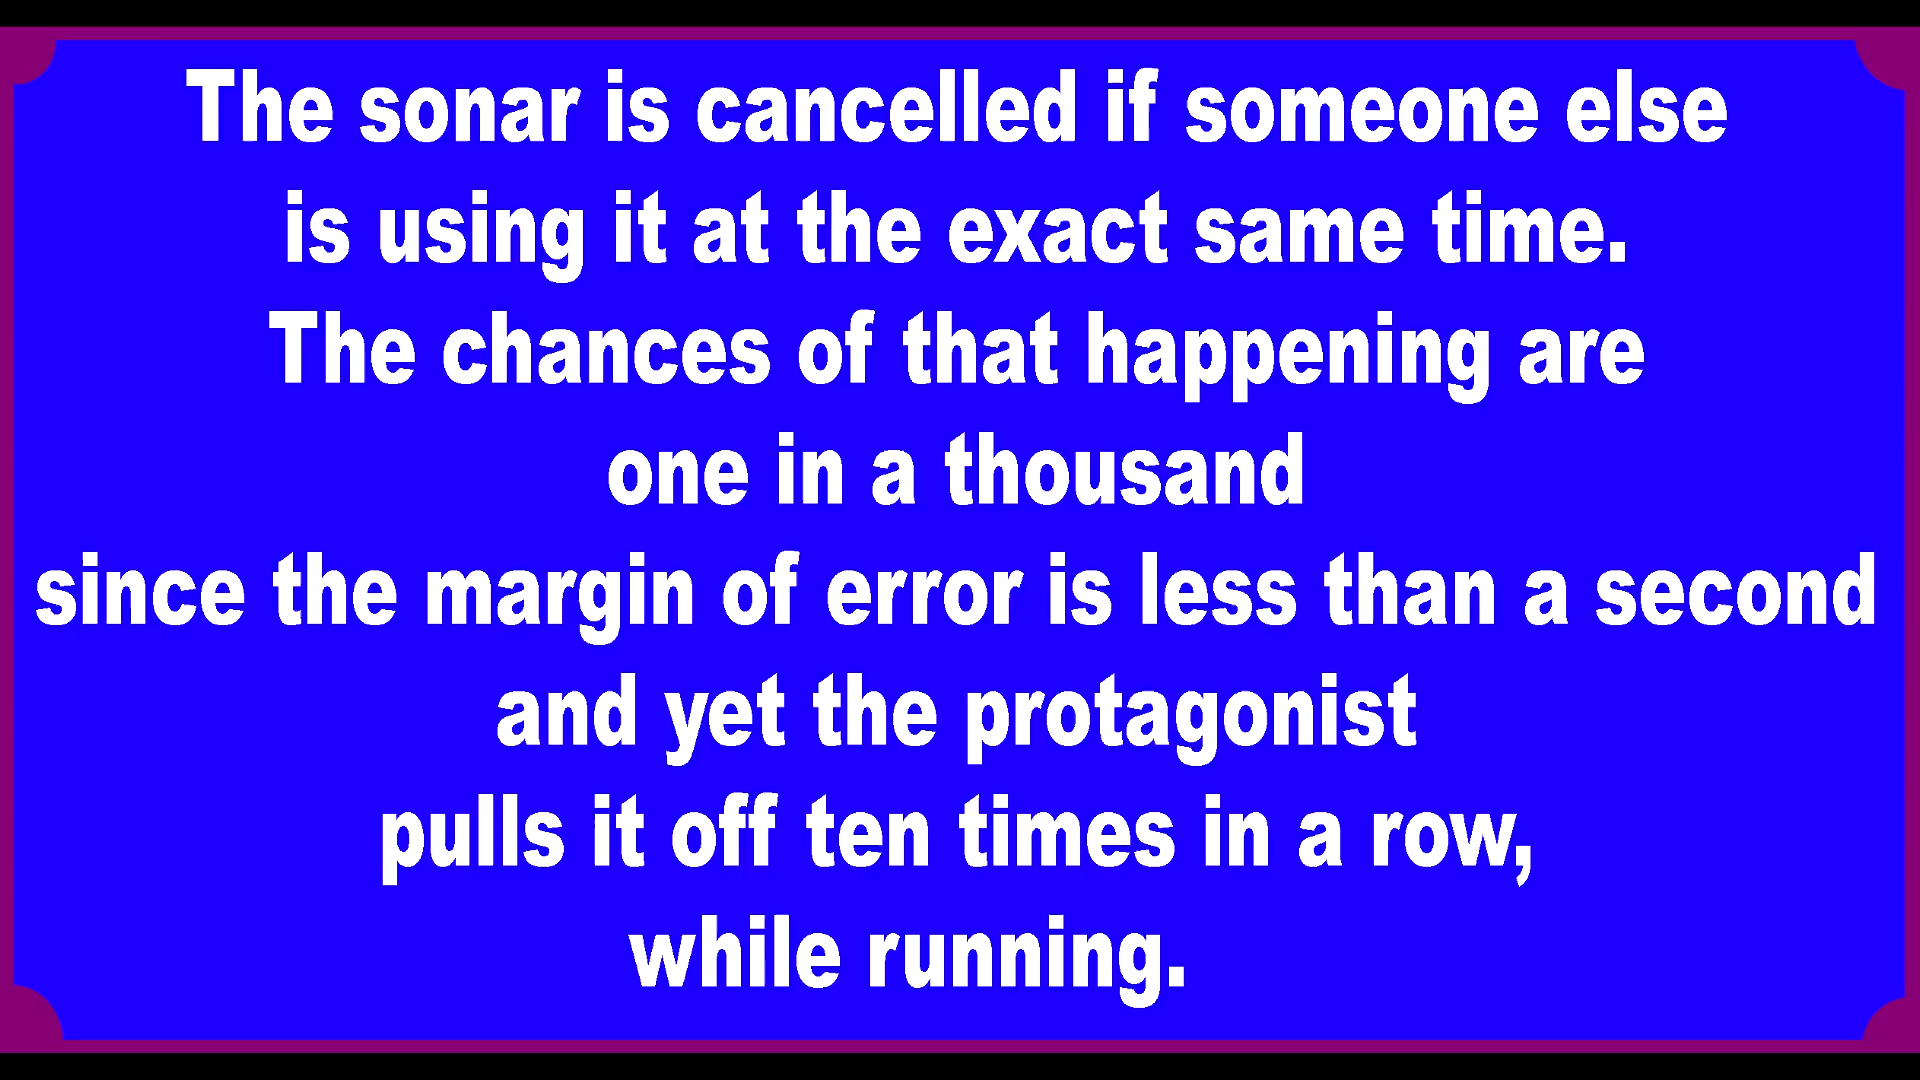 The sonar is cancelled if someone else
is using it at the exact same time.
The chances of that happening are
one in a thousand
since the margin of error is less than a second
and yet the protagonist
pulls it off ten times in a row,
while running.